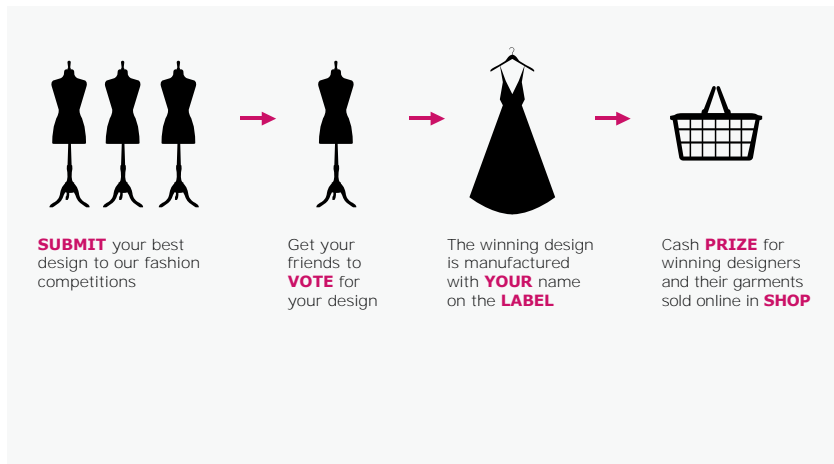 SUBMIT your best
design to our fashion
competitions
Get your
friends to
VOTE for
your design
The winning design
is manufactured
with YOUR name
on the LABEL
Cash PRIZE for
winning designers
and their garments
sold online in SHOP